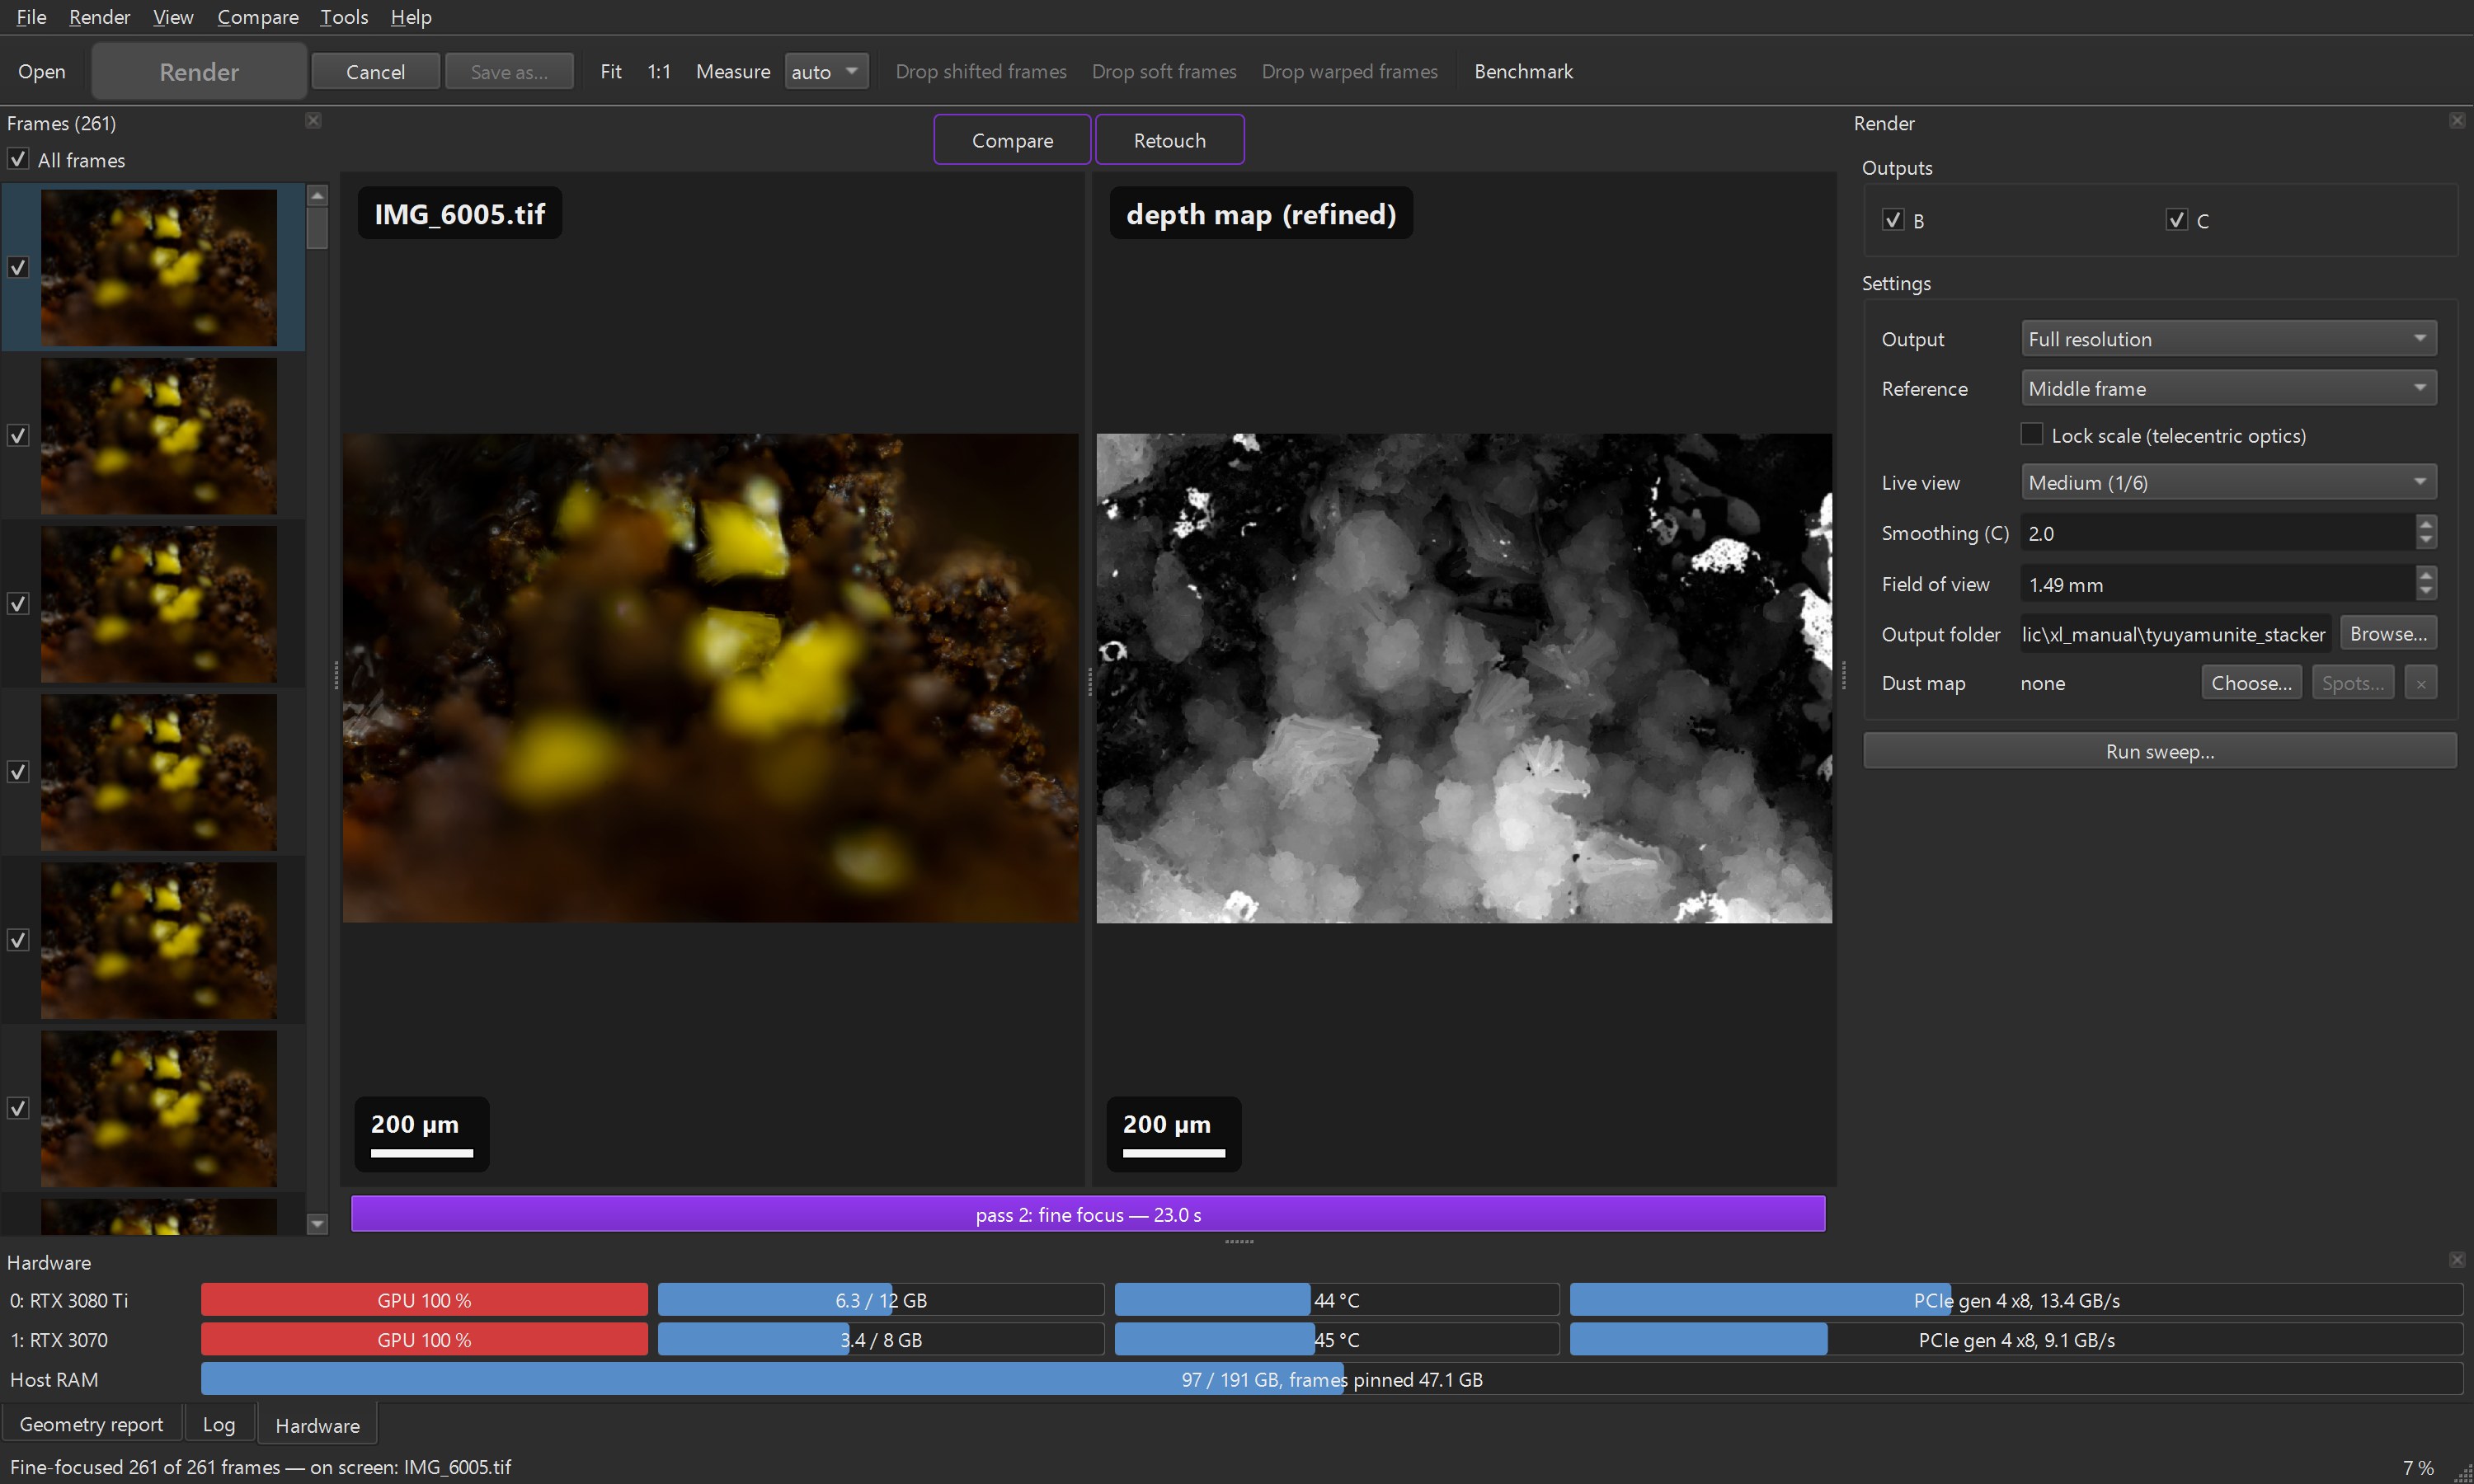 File Render View Compare Tools Help
Open Render Cancel Save as... Fit 1:1 Measure auto Drop shifted frames Drop soft frames Drop warped frames Benchmark
Frames (261)
All frames
Compare Retouch
IMG_6005.tif
depth map (refined)
200 µm
200 µm
pass 2: fine focus — 23.0 s
Render
Outputs
B C
Settings
Output Full resolution
Reference Middle frame
Lock scale (telecentric optics)
Live view Medium (1/6)
Smoothing (C) 2.0
Field of view 1.49 mm
Output folder lic\xl_manual\tyuyamunite_stacker Browse...
Dust map none Choose... Spots... ×
Run sweep...
Hardware
0: RTX 3080 Ti GPU 100 % 6.3 / 12 GB 44 °C PCIe gen 4 x8, 13.4 GB/s
1: RTX 3070 GPU 100 % 3.4 / 8 GB 45 °C PCIe gen 4 x8, 9.1 GB/s
Host RAM 97 / 191 GB, frames pinned 47.1 GB
Geometry report Log Hardware
Fine-focused 261 of 261 frames — on screen: IMG_6005.tif 7 %